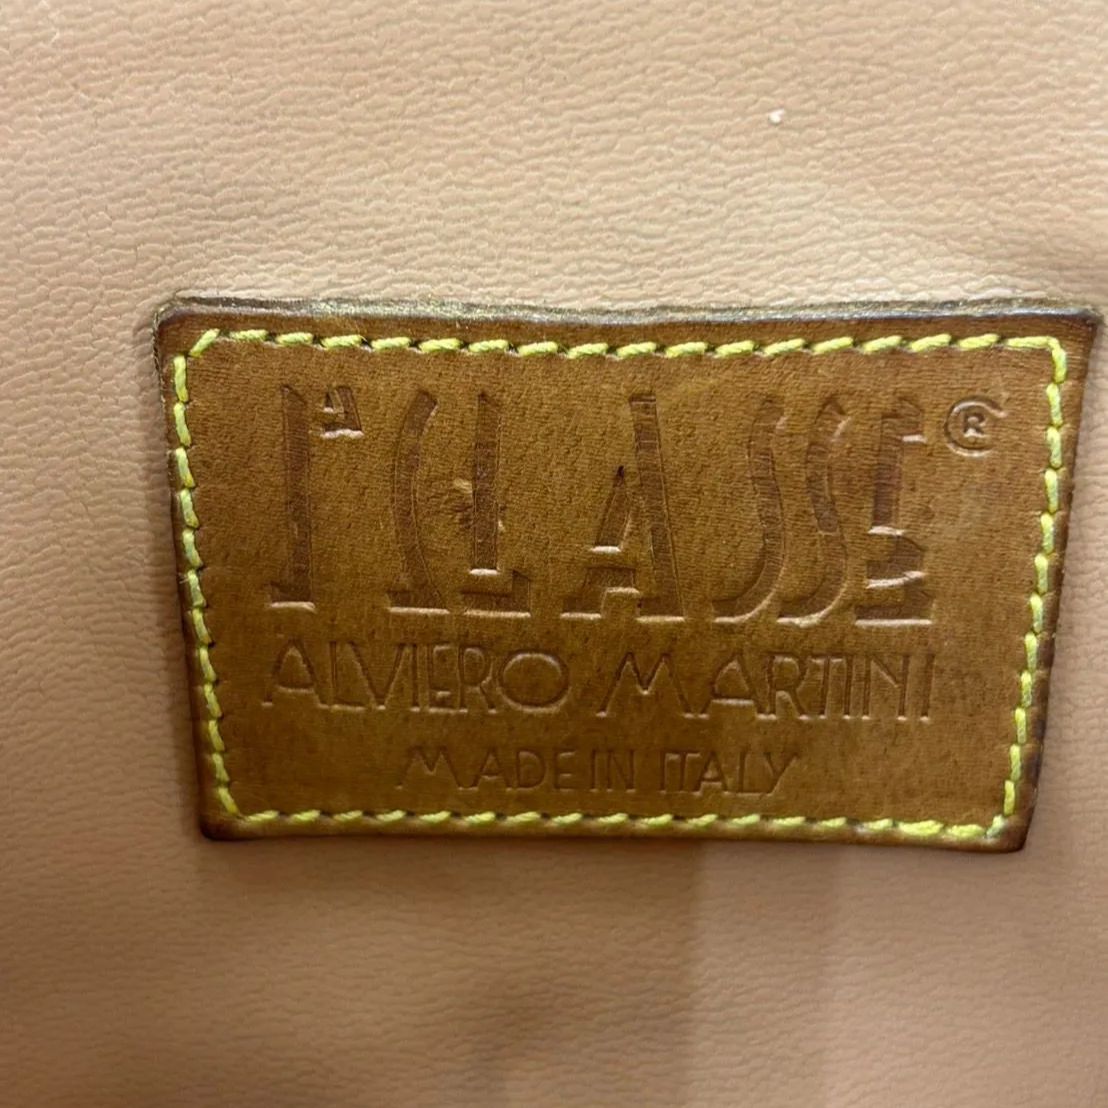 1ª CLASSE ®
ALVIERO MARTINI
MADE IN ITALY